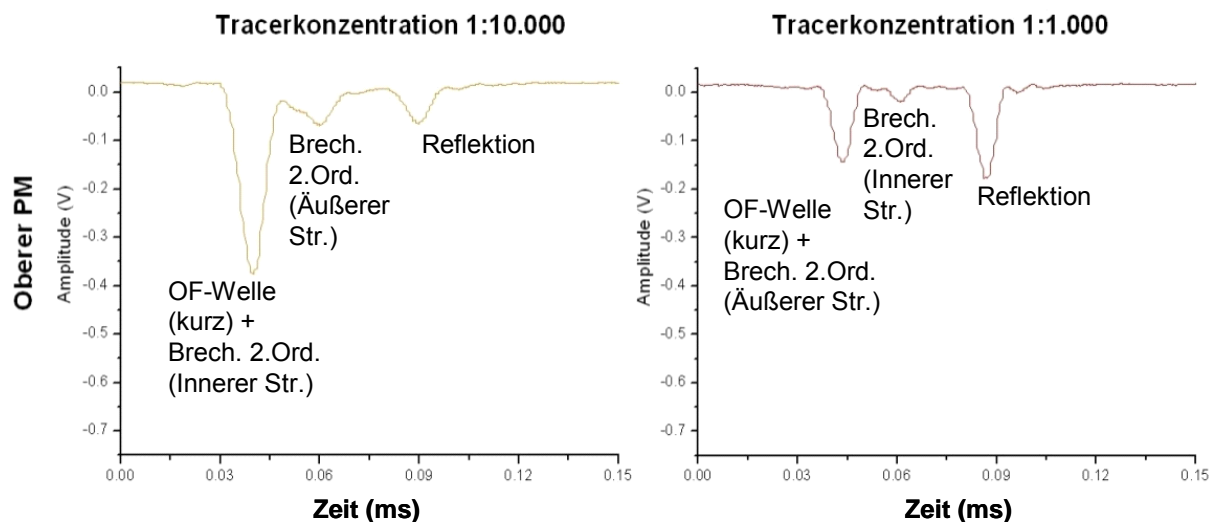 Tracerkonzentration 1:10.000
Oberer PM
Amplitude (V)
0.0
-0.1
-0.2
-0.3
-0.4
-0.5
-0.6
-0.7
Brech.
2.Ord.
(Äußerer
Str.)
Reflektion
OF-Welle
(kurz) +
Brech. 2.Ord.
(Innerer Str.)
0.00
0.03
0.06
0.09
0.15
Zeit (ms)
Tracerkonzentration 1:1.000
Amplitude (V)
0.0
-0.1
-0.2
-0.3
-0.4
-0.5
-0.6
-0.7
Brech.
2.Ord.
(Innerer
Str.)
Reflektion
OF-Welle
(kurz) +
Brech. 2.Ord.
(Äußerer Str.)
0.00
0.03
0.06
0.09
0.15
Zeit (ms)